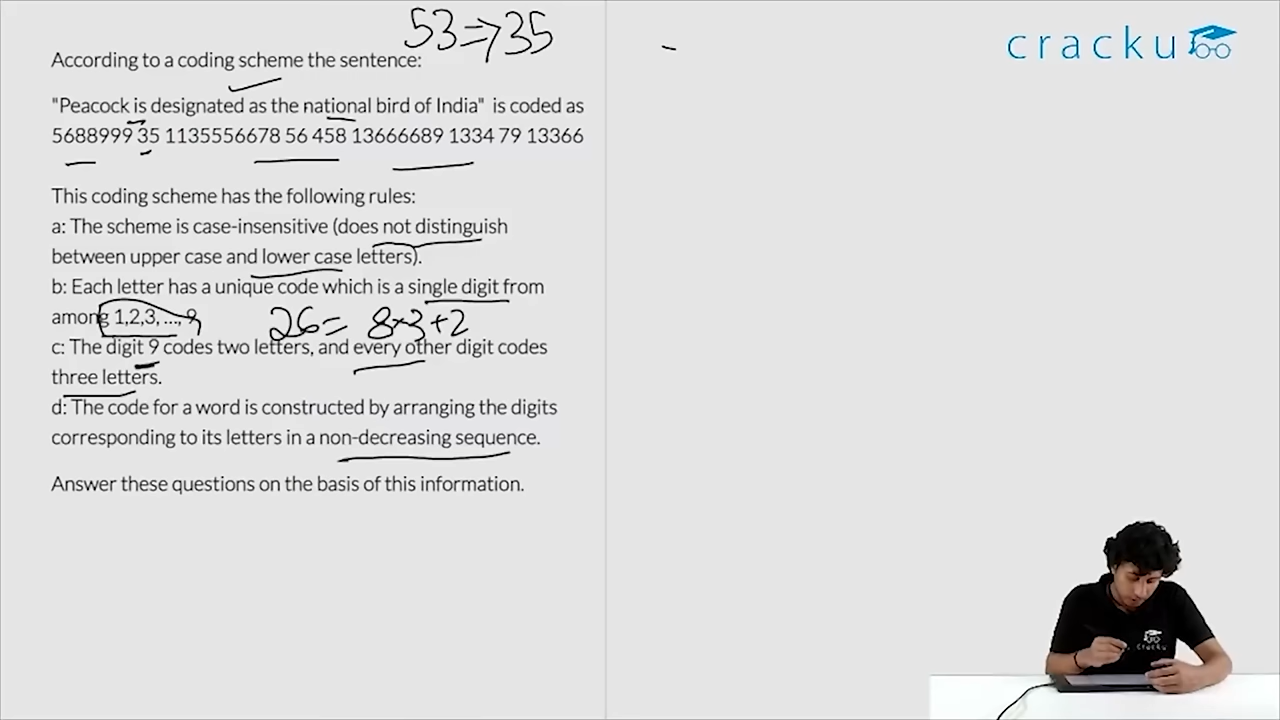 53 => 35
cracku
According to a coding scheme the sentence:
"Peacock is designated as the national bird of India" is coded as
5688999 35 1135556678 56 458 13666689 1334 79 13366
This coding scheme has the following rules:
a: The scheme is case-insensitive (does not distinguish
between upper case and lower case letters).
b: Each letter has a unique code which is a single digit from
among 1,2,3, ..., 9
26 = 8×3+2
c: The digit 9 codes two letters, and every other digit codes
three letters.
d: The code for a word is constructed by arranging the digits
corresponding to its letters in a non-decreasing sequence.
Answer these questions on the basis of this information.
cracku